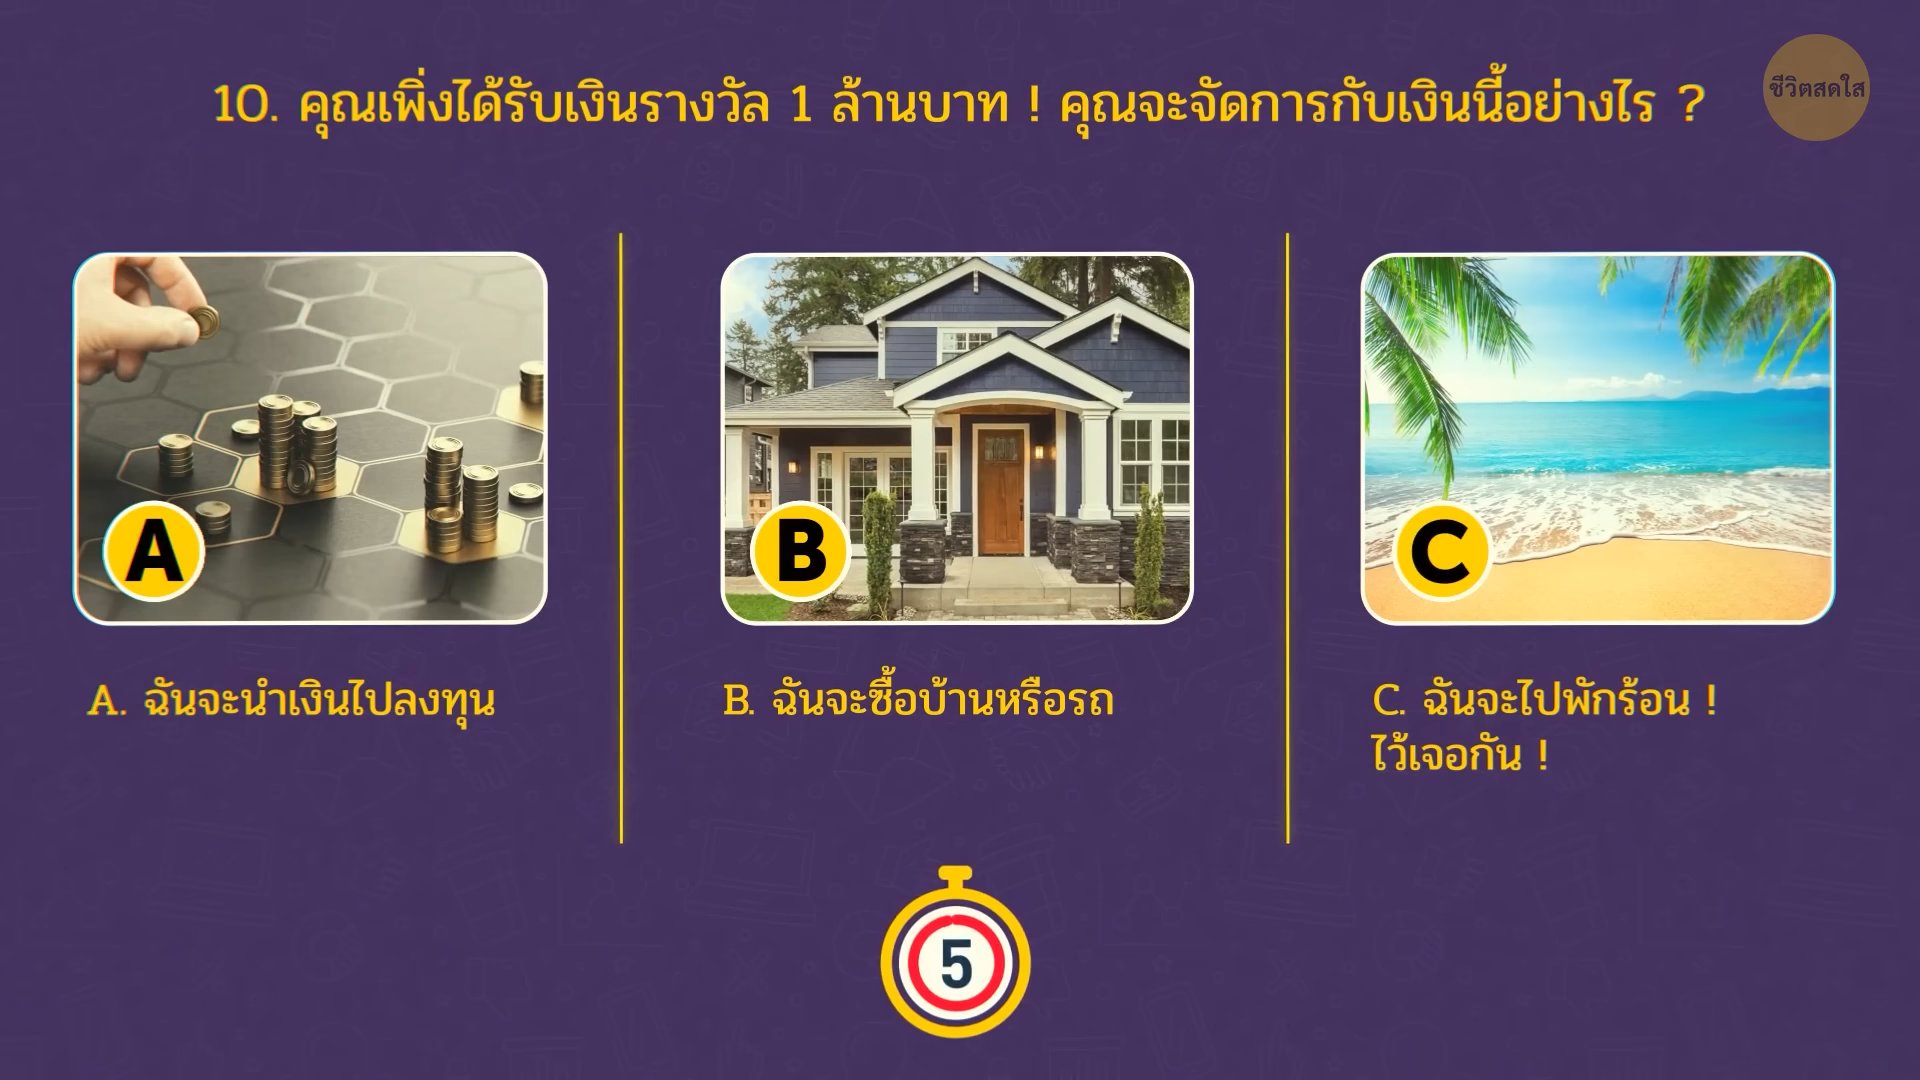 10. คุณเพิ่งได้รับเงินรางวัล 1 ล้านบาท ! คุณจะจัดการกับเงินนี้อย่างไร ?
ชีวิตสดใส
A
B
C
A. ฉันจะนำเงินไปลงทุน
B. ฉันจะซื้อบ้านหรือรถ
C. ฉันจะไปพักร้อน !
ไว้เจอกัน !
5